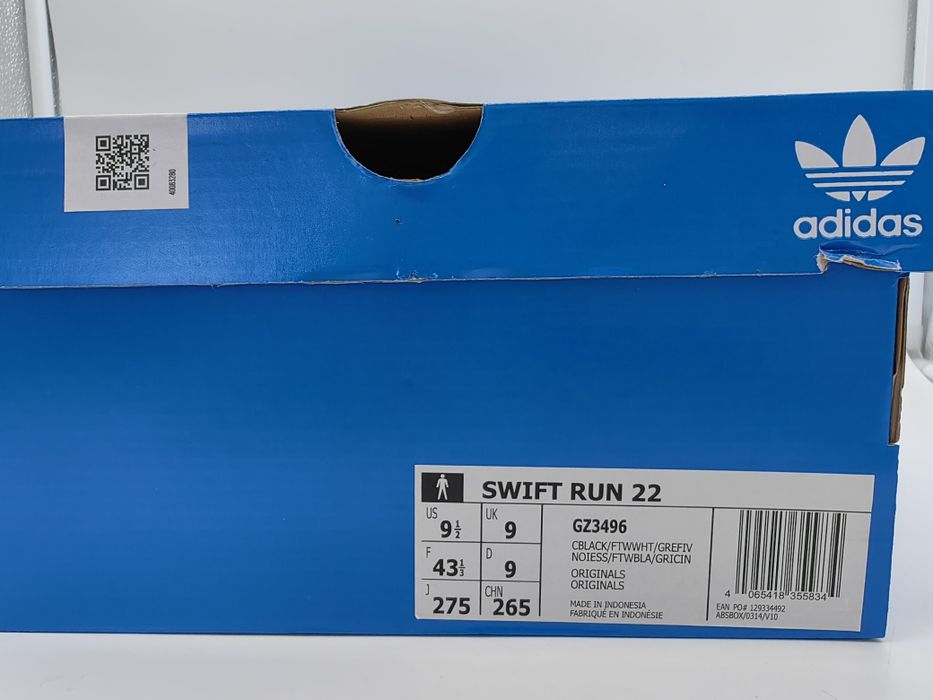 40083280
adidas
SWIFT RUN 22
US 9½ UK 9
F 43⅓ D 9
J 275 CHN 265
GZ3496
CBLACK/FTWWHT/GREFIV
NOIESS/FTWBLA/GRICIN
ORIGINALS
ORIGINALS
MADE IN INDONESIA
FABRIQUÉ EN INDONÉSIE
4 065418 355834
EAN PO# 129334492
ABSBOX/0314/V10